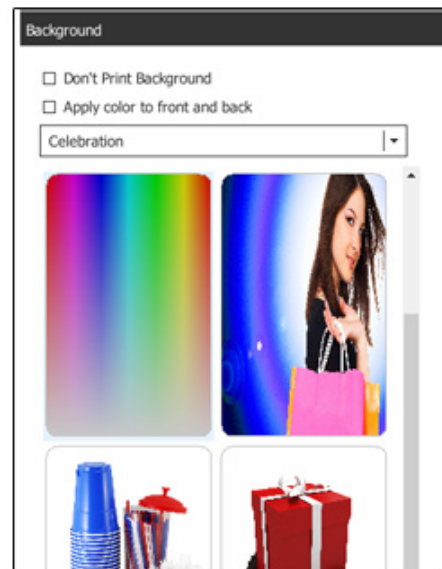 Background
Don't Print Background
Apply color to front and back
Celebration